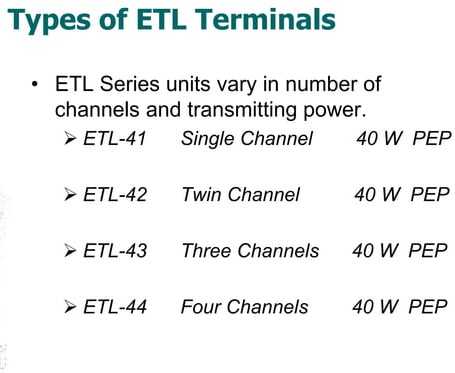 Types of ETL Terminals
• ETL Series units vary in number of
channels and transmitting power.
➢ ETL-41 Single Channel 40 W PEP
➢ ETL-42 Twin Channel 40 W PEP
➢ ETL-43 Three Channels 40 W PEP
➢ ETL-44 Four Channels 40 W PEP